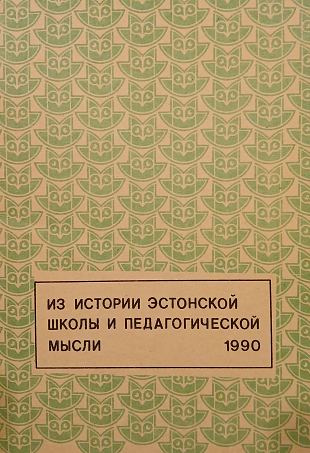 ИЗ ИСТОРИИ ЭСТОНСКОЙ
ШКОЛЫ И ПЕДАГОГИЧЕСКОЙ
МЫСЛИ 1990